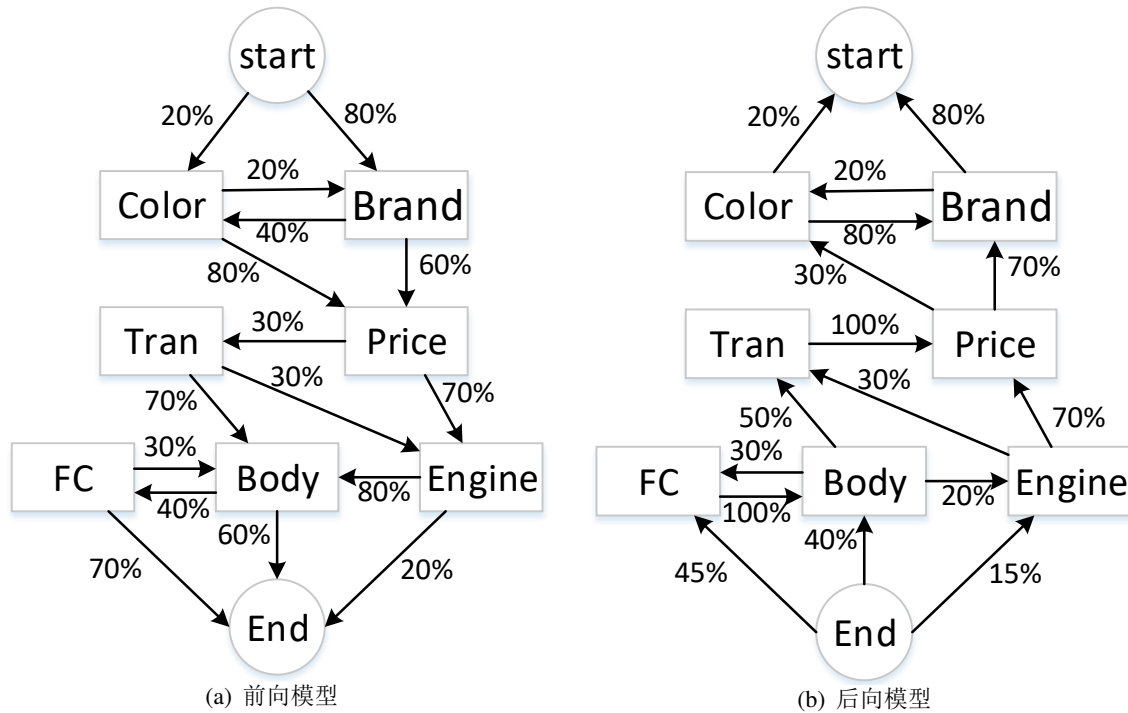 start
20%
80%
Color
20%
Brand
40%
80%
60%
Tran
30%
Price
30%
70%
70%
FC
30%
Body
Engine
40%
80%
70%
60%
20%
End
(a) 前向模型
start
20%
80%
Color
20%
Brand
80%
30%
70%
Tran
100%
Price
30%
50%
70%
FC
30%
Body
Engine
100%
20%
45%
40%
15%
End
(b) 后向模型